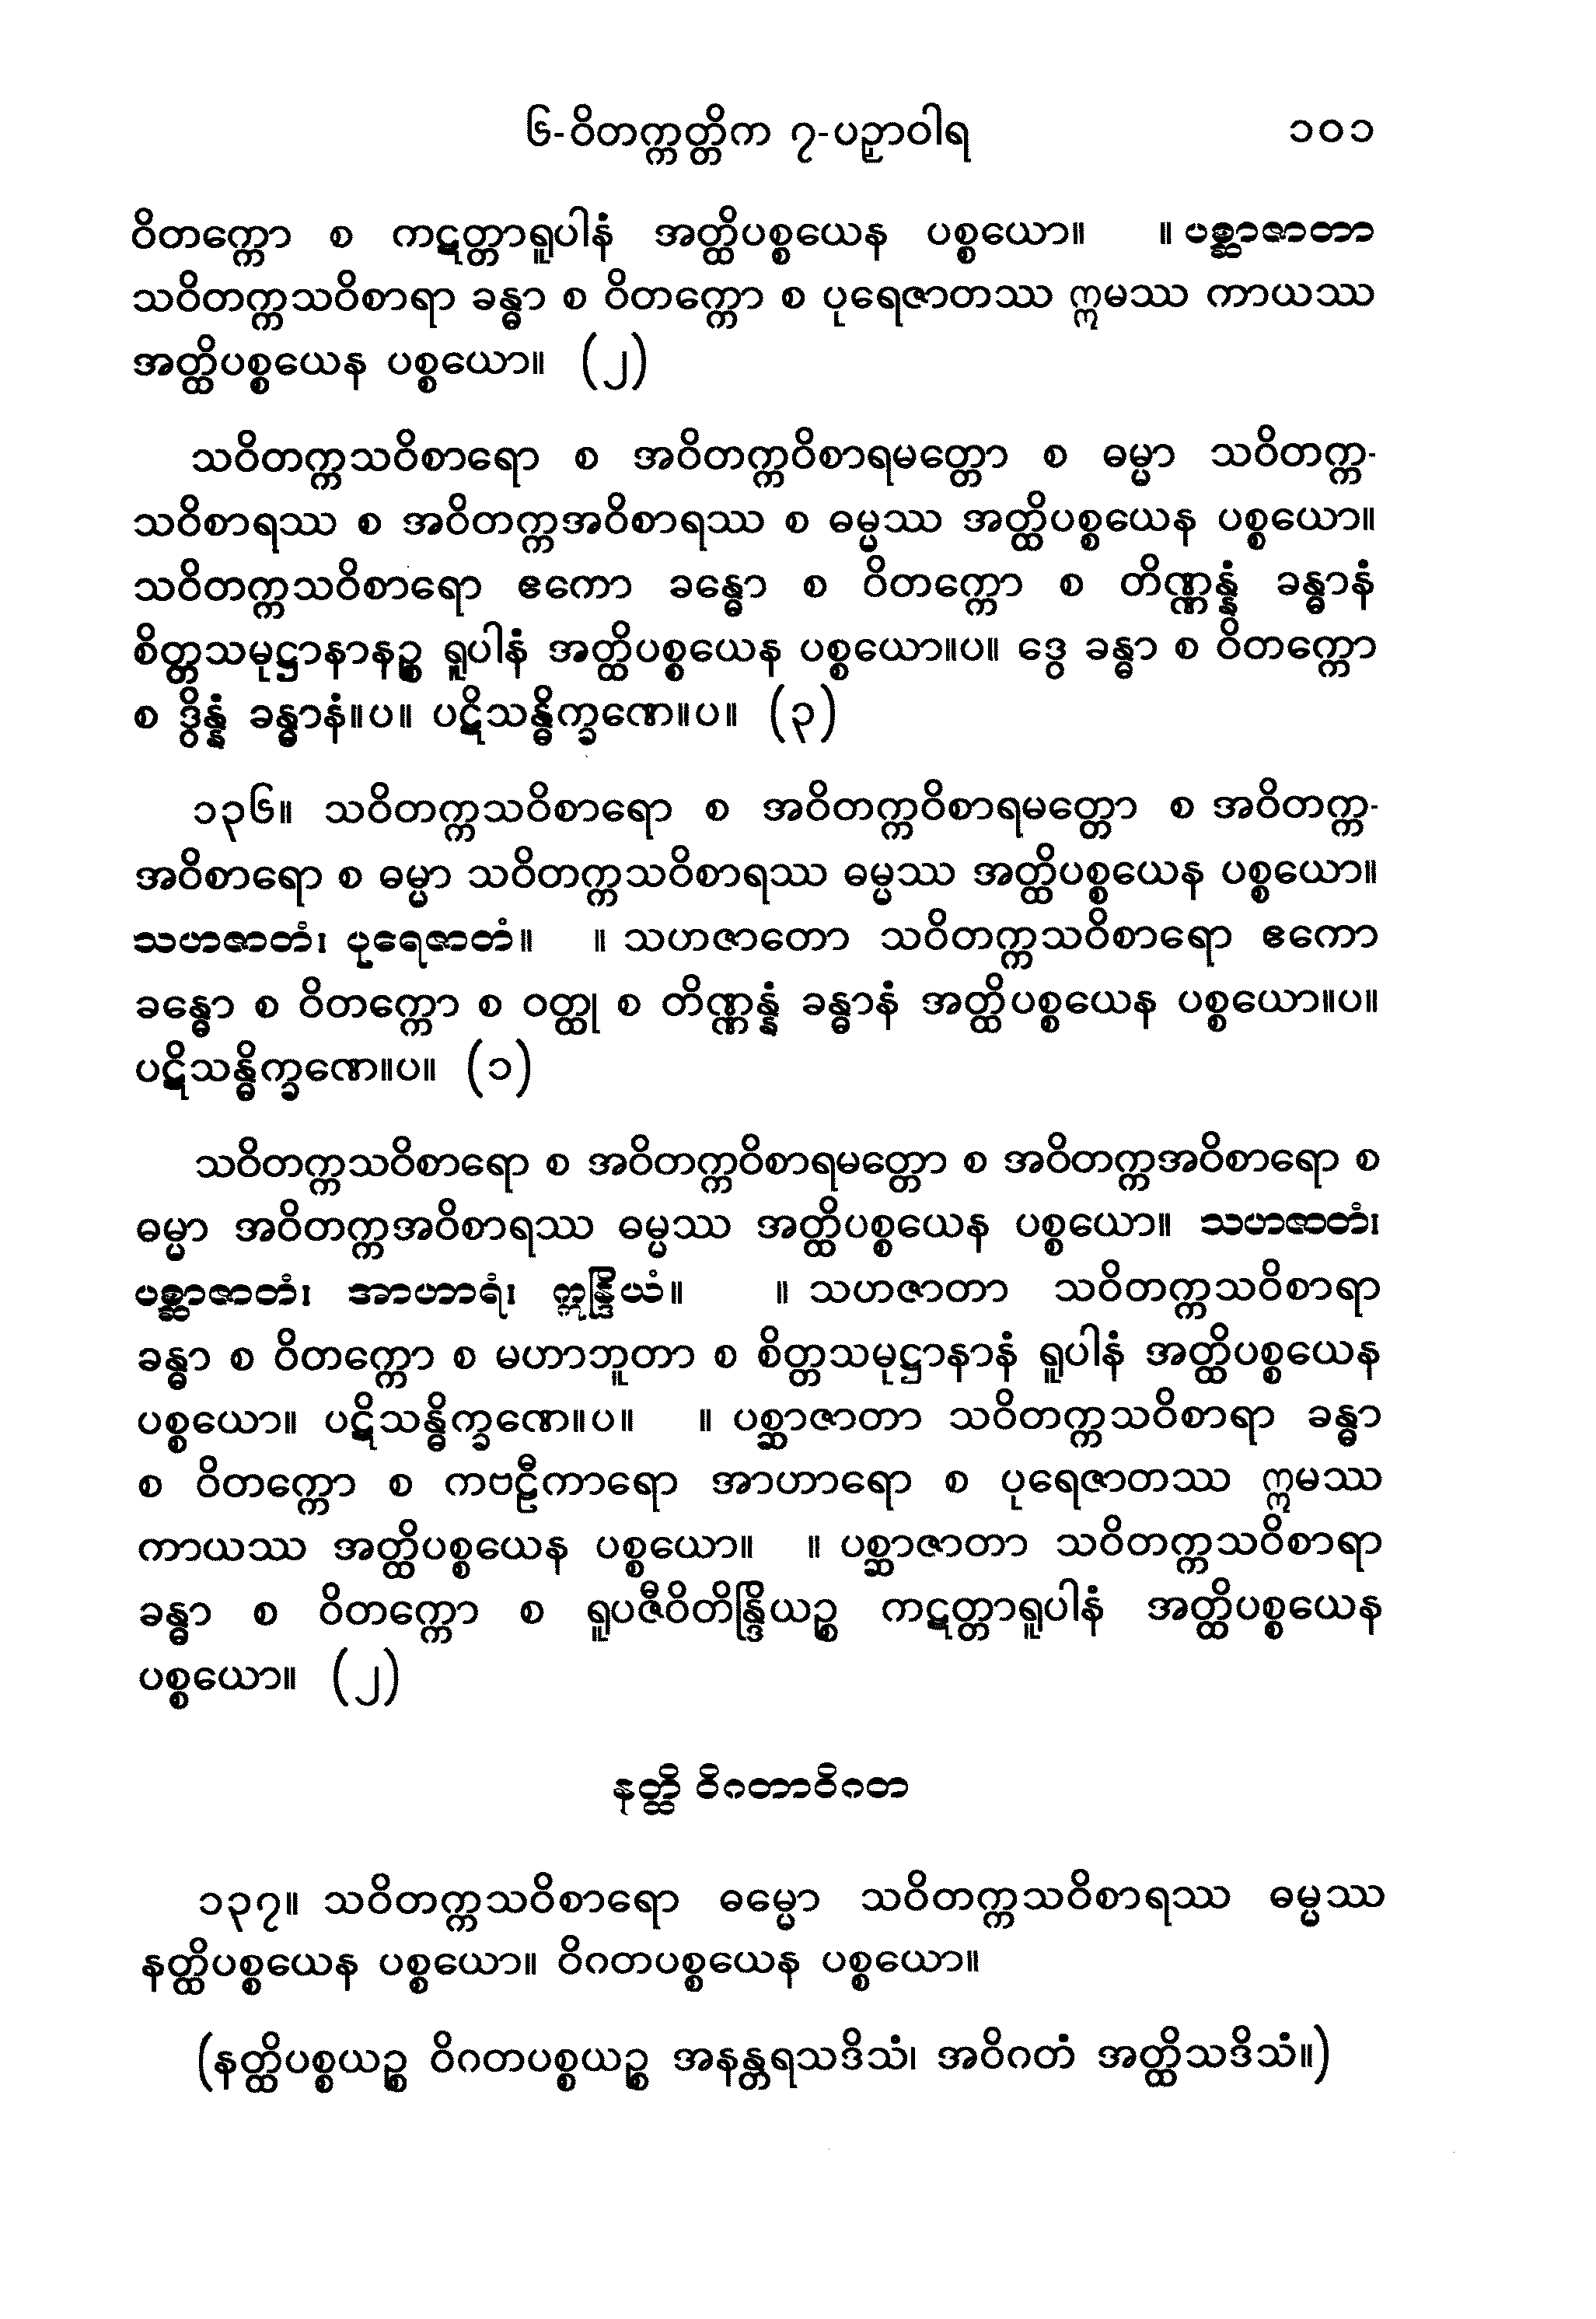 ၆-ဝိတက္ကတ္တိက ၇-ပဉှာဝါရ ၁၀၁
ဝိတက္ကော စ ကဋတ္တာရူပါနံ အတ္ထိပစ္စယေန ပစ္စယော။ ။ ပစ္ဆာဇာတာ
သဝိတက္ကသဝိစာရာ ခန္ဓာ စ ဝိတက္ကော စ ပုရေဇာတဿ ဣမဿ ကာယဿ
အတ္ထိပစ္စယေန ပစ္စယော။ (၂)
သဝိတက္ကသဝိစာရော စ အဝိတက္ကဝိစာရမတ္တော စ ဓမ္မာ သဝိတက္က-
သဝိစာရဿ စ အဝိတက္ကအဝိစာရဿ စ ဓမ္မဿ အတ္ထိပစ္စယေန ပစ္စယော။
သဝိတက္ကသဝိစာရော ဧကော ခန္ဓော စ ဝိတက္ကော စ တိဏ္ဏန္နံ ခန္ဓာနံ
စိတ္တသမုဋ္ဌာနာနဉ္စ ရူပါနံ အတ္ထိပစ္စယေန ပစ္စယော။ပ။ ဒွေ ခန္ဓာ စ ဝိတက္ကော
စ ဒွိန္နံ ခန္ဓာနံ။ပ။ ပဋိသန္ဓိက္ခဏေ။ပ။ (၃)
၁၃၆။ သဝိတက္ကသဝိစာရော စ အဝိတက္ကဝိစာရမတ္တော စ အဝိတက္က-
အဝိစာရော စ ဓမ္မာ သဝိတက္ကသဝိစာရဿ ဓမ္မဿ အတ္ထိပစ္စယေန ပစ္စယော။
သဟဇာတံ၊ ပုရေဇာတံ။ ။ သဟဇာတော သဝိတက္ကသဝိစာရော ဧကော
ခန္ဓော စ ဝိတက္ကော စ ဝတ္ထု စ တိဏ္ဏန္နံ ခန္ဓာနံ အတ္ထိပစ္စယေန ပစ္စယော။ပ။
ပဋိသန္ဓိက္ခဏေ။ပ။ (၁)
သဝိတက္ကသဝိစာရော စ အဝိတက္ကဝိစာရမတ္တော စ အဝိတက္ကအဝိစာရော စ
ဓမ္မာ အဝိတက္ကအဝိစာရဿ ဓမ္မဿ အတ္ထိပစ္စယေန ပစ္စယော။ သဟဇာတံ၊
ပစ္ဆာဇာတံ၊ အာဟာရံ၊ ဣန္ဒြိယံ။ ။ သဟဇာတာ သဝိတက္ကသဝိစာရာ
ခန္ဓာ စ ဝိတက္ကော စ မဟာဘူတာ စ စိတ္တသမုဋ္ဌာနာနံ ရူပါနံ အတ္ထိပစ္စယေန
ပစ္စယော။ ပဋိသန္ဓိက္ခဏေ။ပ။ ။ ပစ္ဆာဇာတာ သဝိတက္ကသဝိစာရာ ခန္ဓာ
စ ဝိတက္ကော စ ကဗဠီကာရော အာဟာရော စ ပုရေဇာတဿ ဣမဿ
ကာယဿ အတ္ထိပစ္စယေန ပစ္စယော။ ။ ပစ္ဆာဇာတာ သဝိတက္ကသဝိစာရာ
ခန္ဓာ စ ဝိတက္ကော စ ရူပဇီဝိတိန္ဒြိယဉ္စ ကဋတ္တာရူပါနံ အတ္ထိပစ္စယေန
ပစ္စယော။ (၂)
နတ္ထိ ဝိဂတာဝိဂတ
၁၃၇။ သဝိတက္ကသဝိစာရော ဓမ္မော သဝိတက္ကသဝိစာရဿ ဓမ္မဿ
နတ္ထိပစ္စယေန ပစ္စယော။ ဝိဂတပစ္စယေန ပစ္စယော။
(နတ္ထိပစ္စယဉ္စ ဝိဂတပစ္စယဉ္စ အနန္တရသဒိသံ၊ အဝိဂတံ အတ္ထိသဒိသံ။)